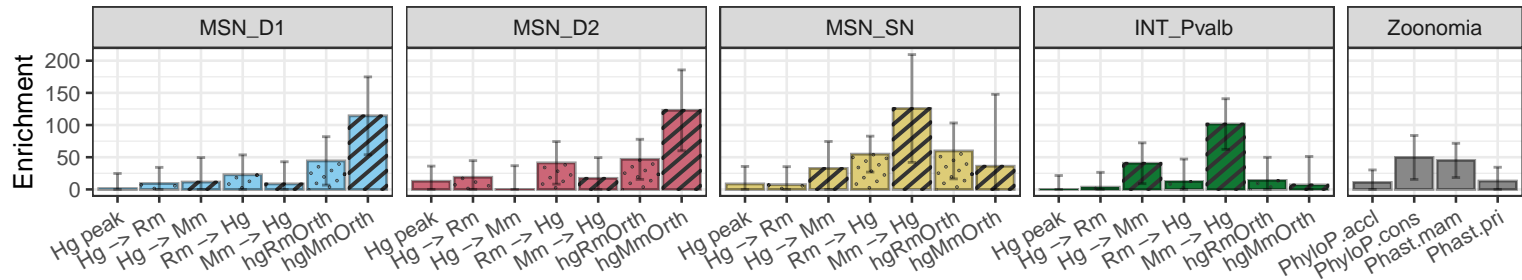 MSN_D1 MSN_D2 MSN_SN INT_Pvalb Zoonomia
Enrichment
200
150
100
50
0
Hg peak Hg -> Rm Hg -> Mm Rm -> Hg Mm -> Hg hgRmOrth hgMmOrth
Hg peak Hg -> Rm Hg -> Mm Rm -> Hg Mm -> Hg hgRmOrth hgMmOrth
Hg peak Hg -> Rm Hg -> Mm Rm -> Hg Mm -> Hg hgRmOrth hgMmOrth
Hg peak Hg -> Rm Hg -> Mm Rm -> Hg Mm -> Hg hgRmOrth hgMmOrth
PhyloP.accl PhyloP.cons Phast.mam Phast.pri